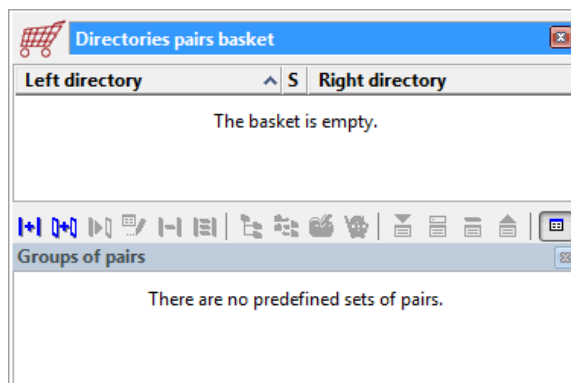 Directories pairs basket
Left directory S Right directory
The basket is empty.
Groups of pairs
There are no predefined sets of pairs.